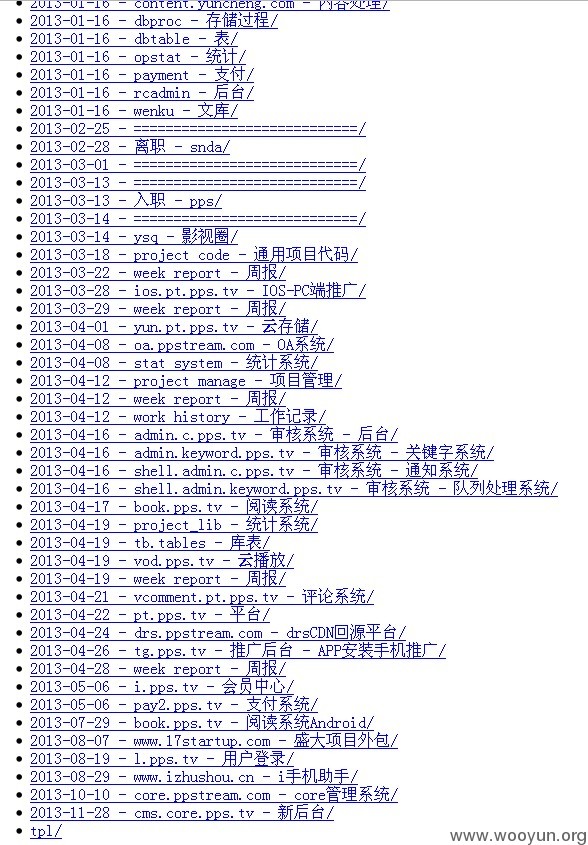 2013-01-16 - content.yuncheng.com - 内容处理/
2013-01-16 - dbproc - 存储过程/
2013-01-16 - dbtable - 表/
2013-01-16 - opstat - 统计/
2013-01-16 - payment - 支付/
2013-01-16 - rcadmin - 后台/
2013-01-16 - wenku - 文库/
2013-02-25 - ============================/
2013-02-28 - 离职 - snda/
2013-03-01 - ============================/
2013-03-13 - ============================/
2013-03-13 - 入职 - pps/
2013-03-14 - ============================/
2013-03-14 - ysq - 影视圈/
2013-03-18 - project code - 通用项目代码/
2013-03-22 - week report - 周报/
2013-03-28 - ios.pt.pps.tv - IOS-PC端推广/
2013-03-29 - week report - 周报/
2013-04-01 - yun.pt.pps.tv - 云存储/
2013-04-08 - oa.ppstream.com - OA系统/
2013-04-08 - stat system - 统计系统/
2013-04-12 - project manage - 项目管理/
2013-04-12 - week report - 周报/
2013-04-12 - work history - 工作记录/
2013-04-16 - admin.c.pps.tv - 审核系统 - 后台/
2013-04-16 - admin.keyword.pps.tv - 审核系统 - 关键字系统/
2013-04-16 - shell.admin.c.pps.tv - 审核系统 - 通知系统/
2013-04-16 - shell.admin.keyword.pps.tv - 审核系统 - 队列处理系统/
2013-04-17 - book.pps.tv - 阅读系统/
2013-04-19 - project_lib - 统计系统/
2013-04-19 - tb.tables - 库表/
2013-04-19 - vod.pps.tv - 云播放/
2013-04-19 - week report - 周报/
2013-04-21 - vcomment.pt.pps.tv - 评论系统/
2013-04-22 - pt.pps.tv - 平台/
2013-04-24 - drs.ppstream.com - drsCDN回源平台/
2013-04-26 - tg.pps.tv - 推广后台 - APP安装手机推广/
2013-04-28 - week report - 周报/
2013-05-06 - i.pps.tv - 会员中心/
2013-05-06 - pay2.pps.tv - 支付系统/
2013-07-29 - book.pps.tv - 阅读系统Android/
2013-08-07 - www.17startup.com - 盛大项目外包/
2013-08-19 - l.pps.tv - 用户登录/
2013-08-29 - www.izhushou.cn - i手机助手/
2013-10-10 - core.ppstream.com - core管理系统/
2013-11-28 - cms.core.pps.tv - 新后台/
tpl/
www.wooyun.org